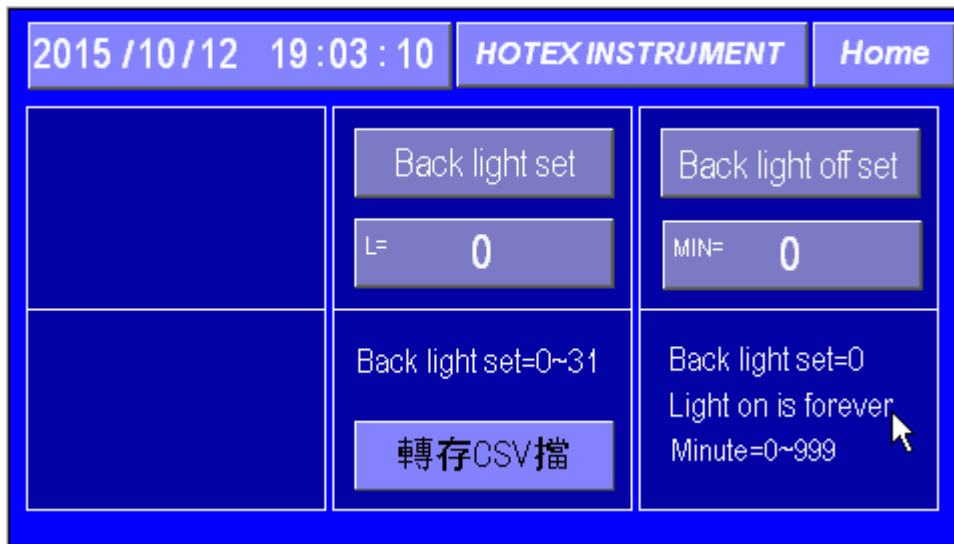 2015 /10/12 19:03:10
HOTEX INSTRUMENT
Home
Back light set
L= 0
Back light set=0~31
轉存CSV擋
Back light off set
MIN= 0
Back light set=0
Light on is forever
Minute=0~999